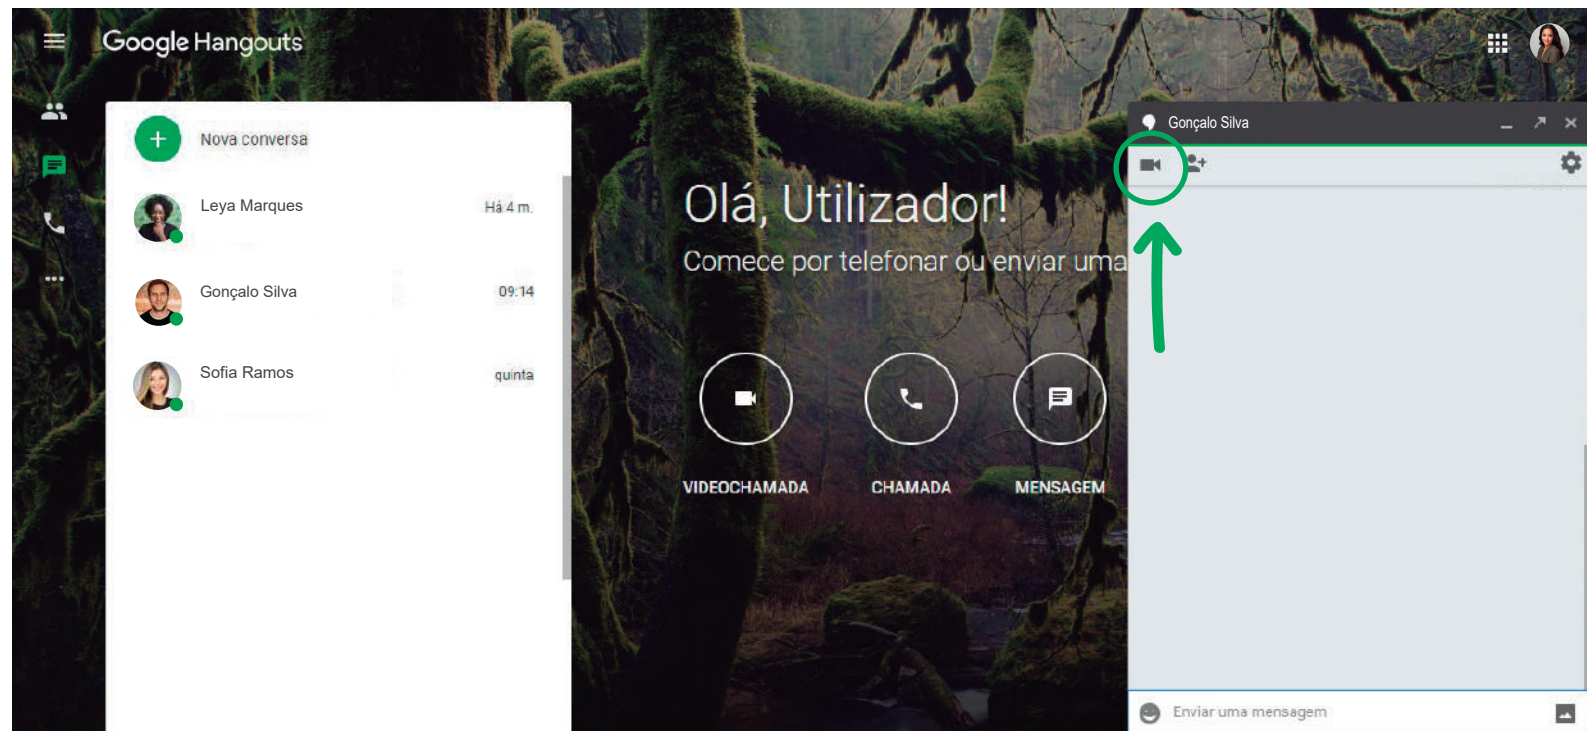 Google Hangouts
Nova conversa
Leya Marques
Há 4 m.
Gonçalo Silva
09:14
Sofia Ramos
quinta
Olá, Utilizador!
Comece por telefonar ou enviar uma
VIDEOCHAMADA
CHAMADA
MENSAGEM
Gonçalo Silva
Enviar uma mensagem